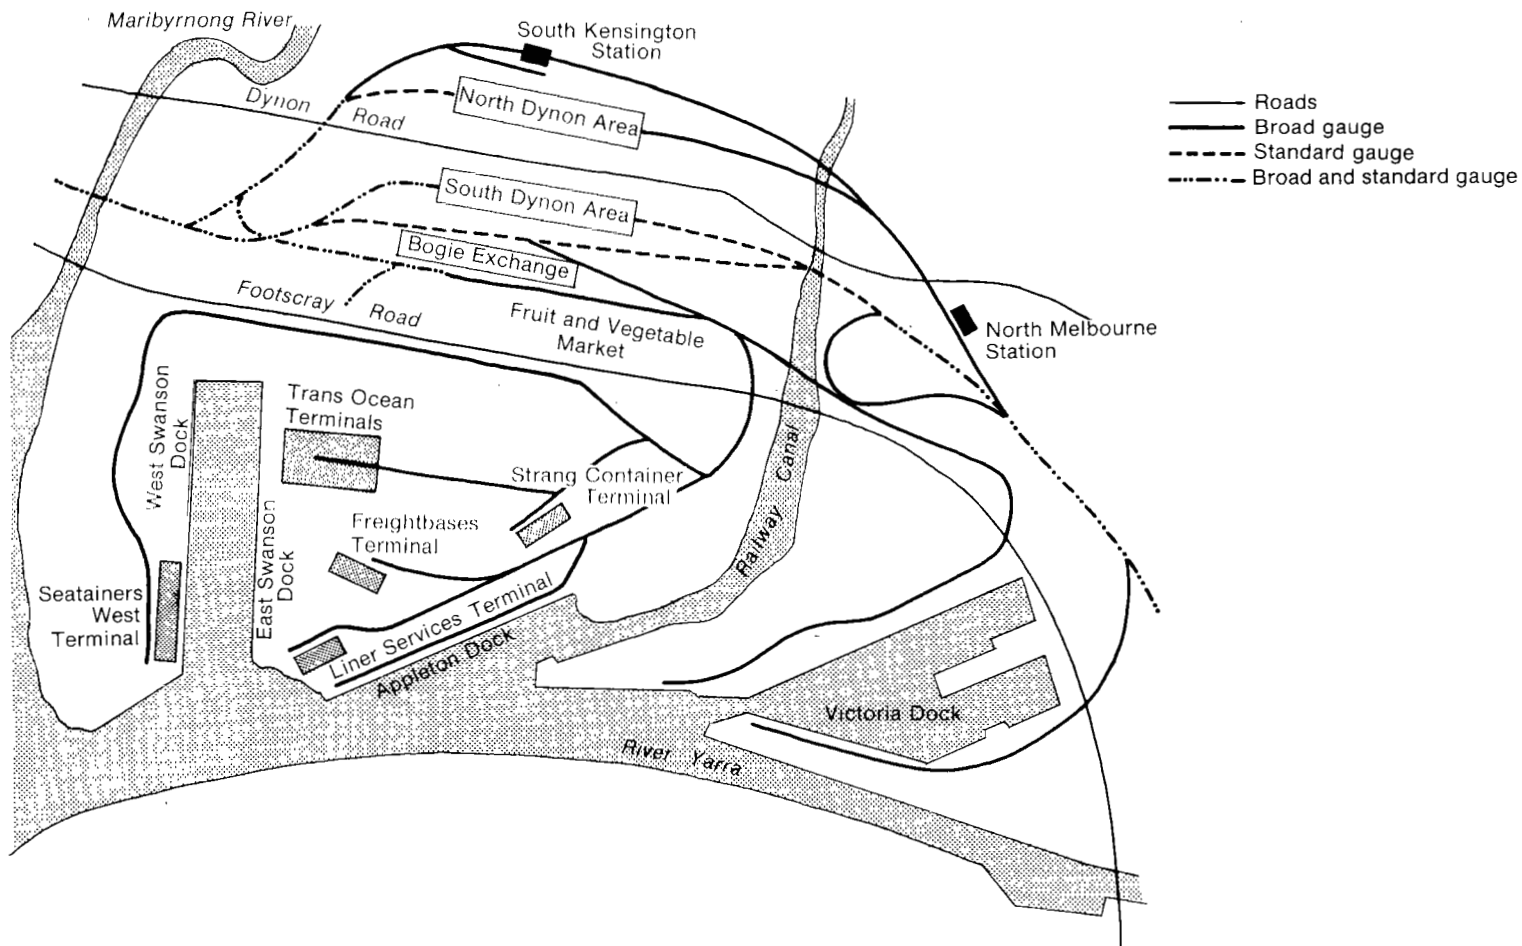 Maribyrnong River
South Kensington
Station
Dynon
Road
North Dynon Area
Roads
Broad gauge
Standard gauge
Broad and standard gauge
South Dynon Area
Bogie Exchange
Footscray
Road
Fruit and Vegetable
Market
North Melbourne
Station
West Swanson
Dock
Trans Ocean
Terminals
Strang Container
Terminal
Railway Canal
Freightbases
Terminal
East Swanson
Dock
Seatainers
West
Terminal
Liner Services Terminal
Appleton Dock
Victoria Dock
River Yarra